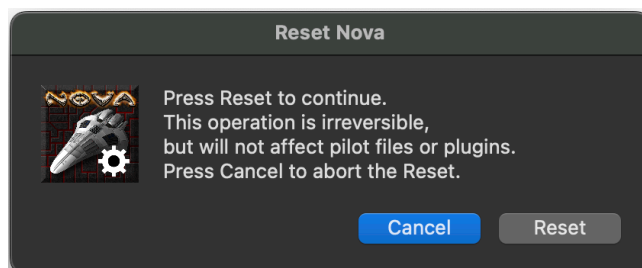 Reset Nova
NOVA
Press Reset to continue.
This operation is irreversible,
but will not affect pilot files or plugins.
Press Cancel to abort the Reset.
Cancel
Reset